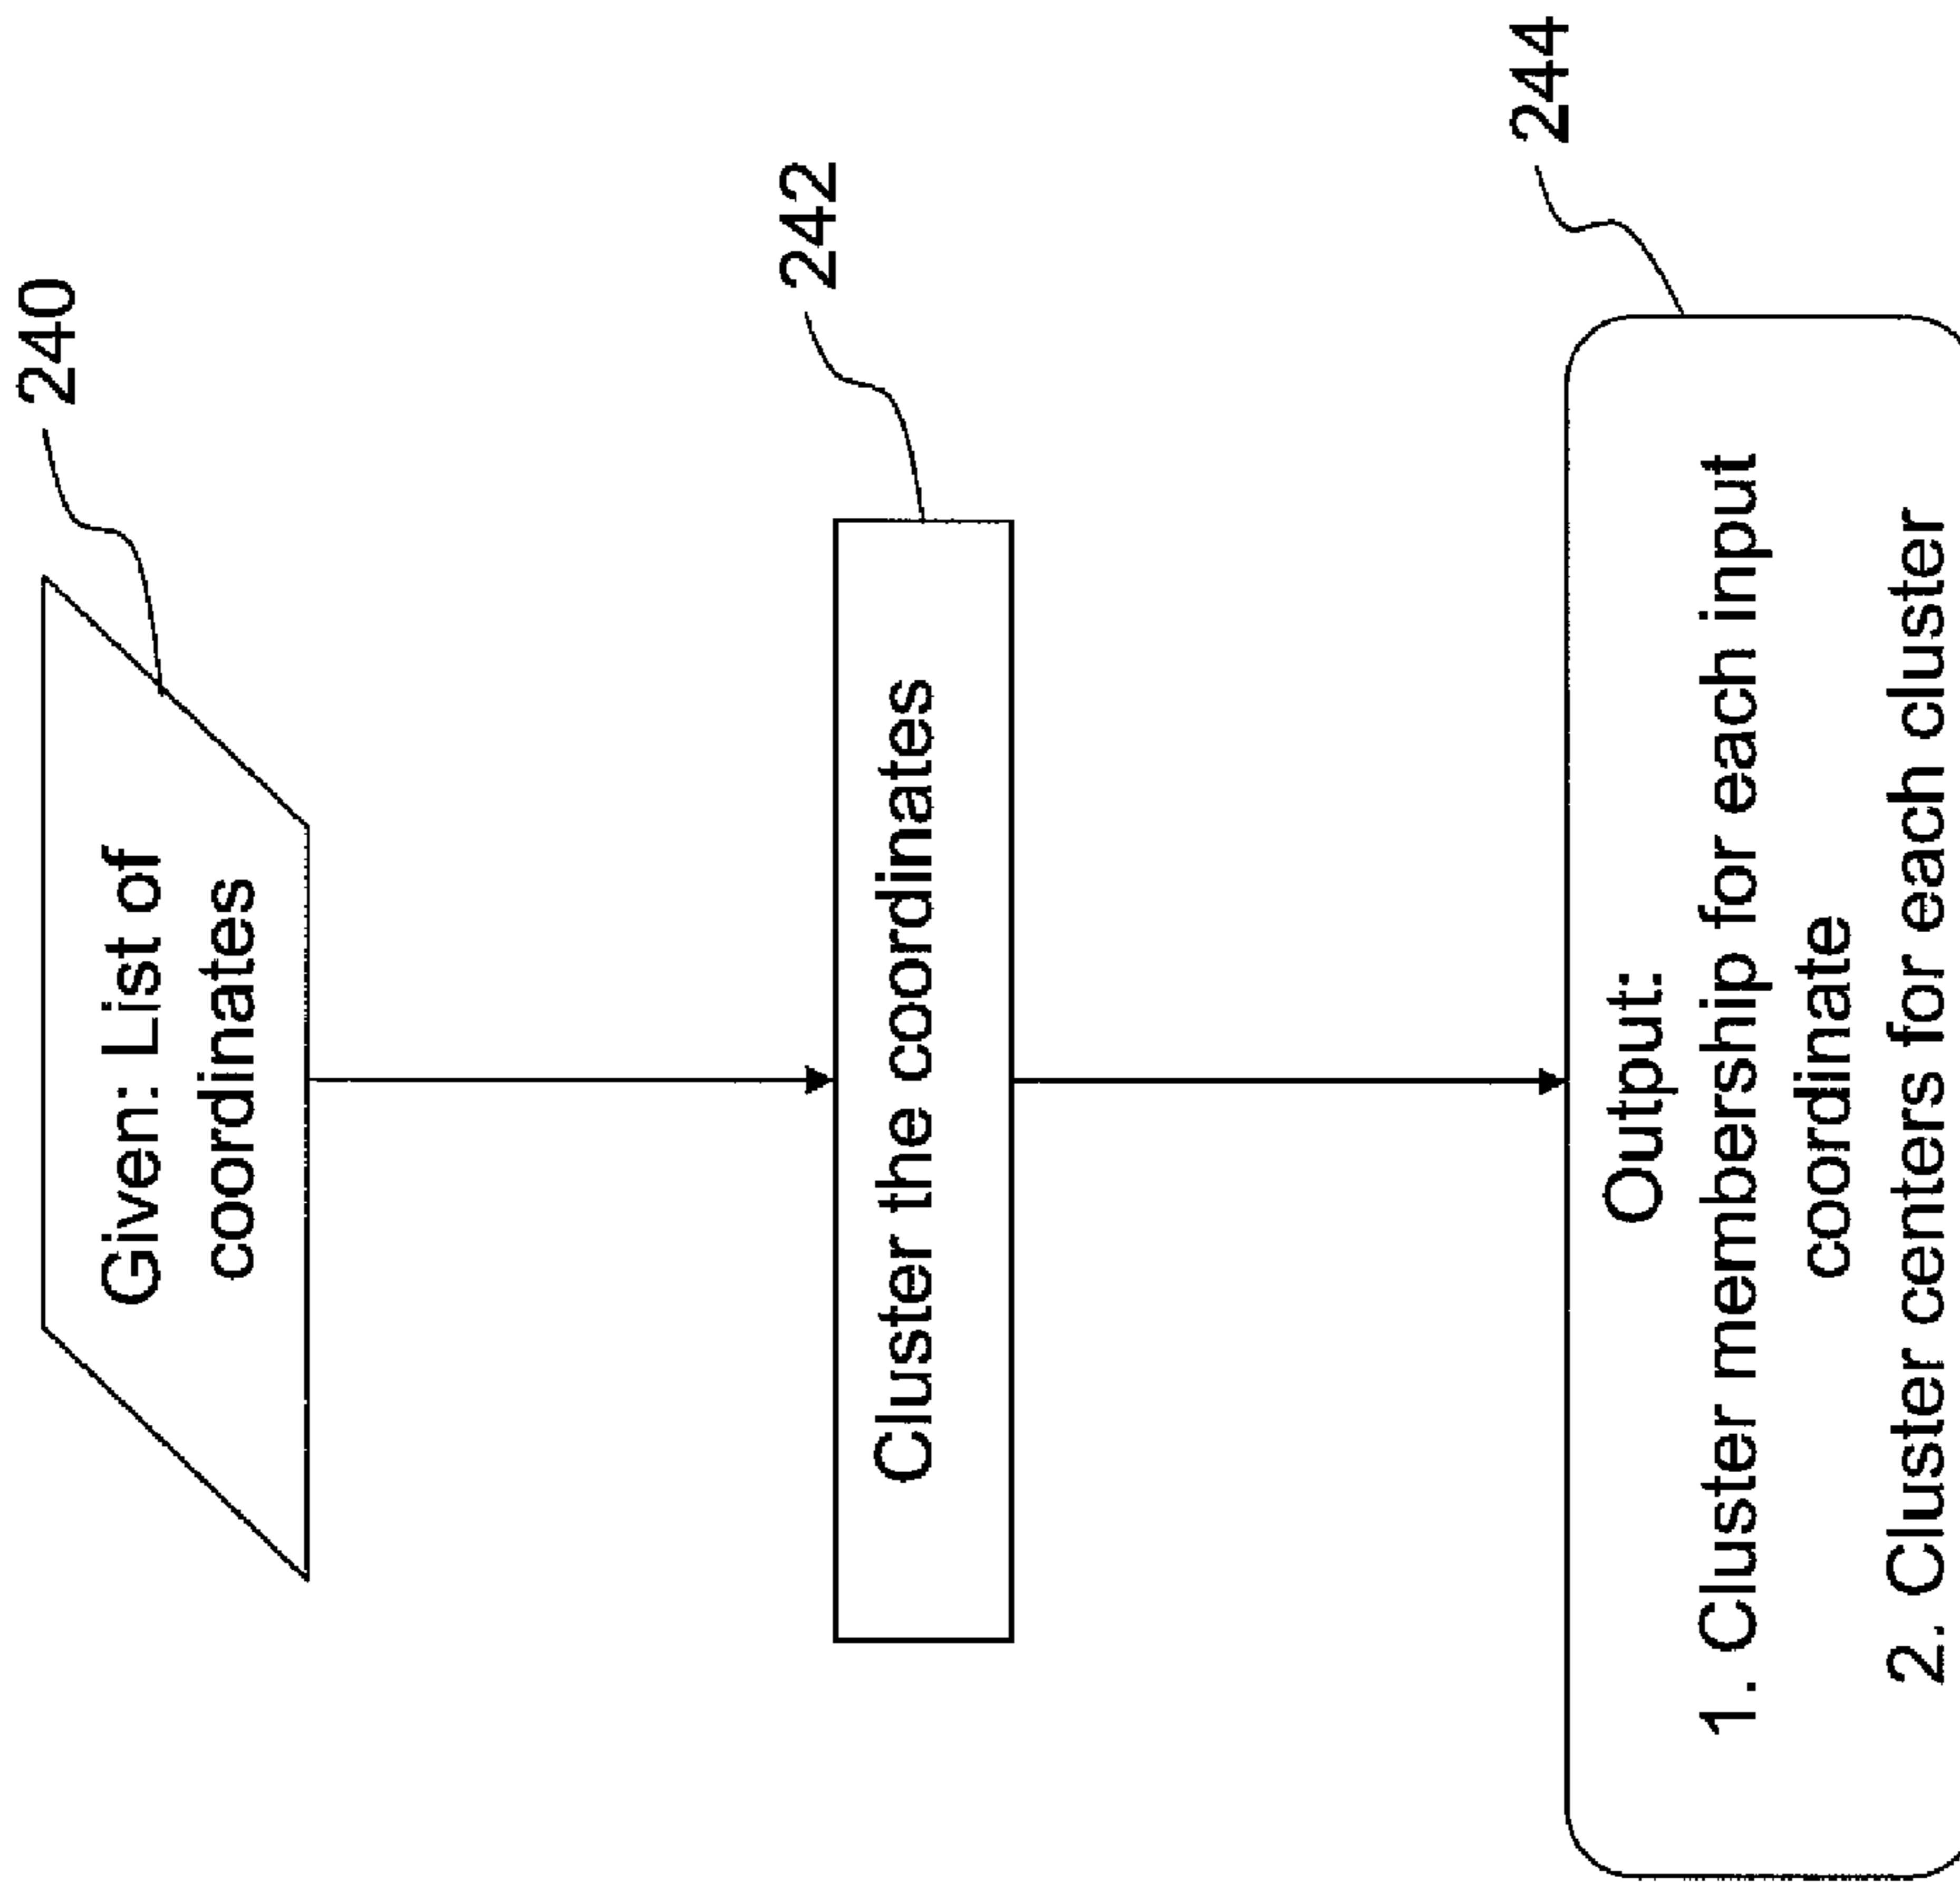 240
Given: List of
coordinates
242
Cluster the coordinates
244
Output:
1. Cluster membership for each input
coordinate
2. Cluster centers for each cluster